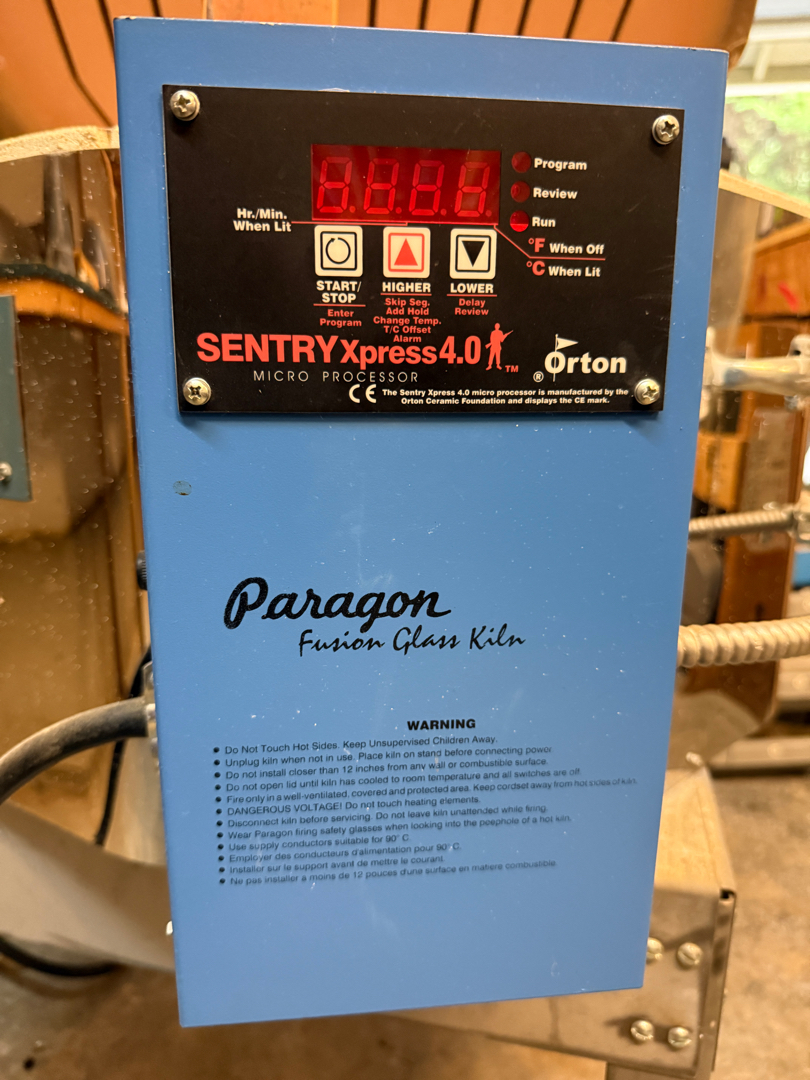 Program
Review
Run
Hr./Min.
When Lit
°F When Off
°C When Lit
START/
STOP
Enter
Program
HIGHER
Skip Seg.
Add Hold
Change Temp.
T/C Offset
Alarm
LOWER
Delay
Review
SENTRY Xpress 4.0 ™
MICRO PROCESSOR
® Orton
CE The Sentry Xpress 4.0 micro processor is manufactured by the
Orton Ceramic Foundation and displays the CE mark.
Paragon
Fusion Glass Kiln
WARNING
• Do Not Touch Hot Sides. Keep Unsupervised Children Away.
• Unplug kiln when not in use. Place kiln on stand before connecting power.
• Do not install closer than 12 inches from any wall or combustible surface.
• Do not open lid until kiln has cooled to room temperature and all switches are off.
• Fire only in a well-ventilated, covered and protected area. Keep cordset away from hot sides of kiln.
• DANGEROUS VOLTAGE! Do not touch heating elements.
• Disconnect kiln before servicing. Do not leave kiln unattended while firing.
• Wear Paragon firing safety glasses when looking into the peephole of a hot kiln.
• Use supply conductors suitable for 90° C.
• Employer des conducteurs d'alimentation pour 90° C.
• Installer sur le support avant de mettre le courant.
• Ne pas installer a moins de 12 pouces d'une surface en matiere combustible.